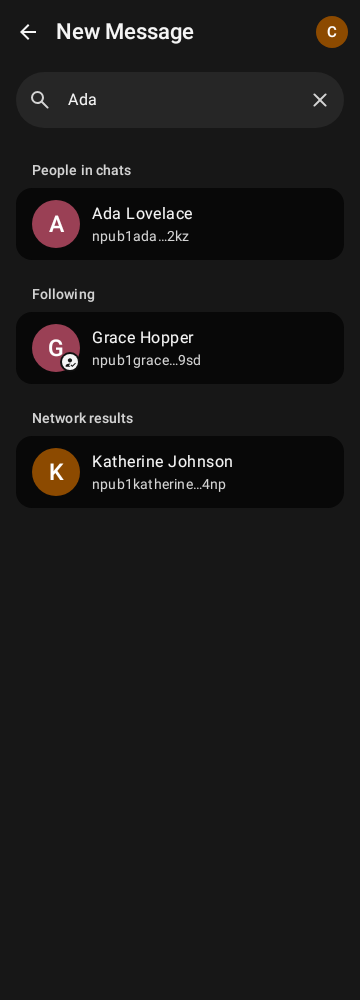 New Message
C
Ada
People in chats
A
Ada Lovelace
npub1ada…2kz
Following
G
Grace Hopper
npub1grace…9sd
Network results
K
Katherine Johnson
npub1katherine…4np